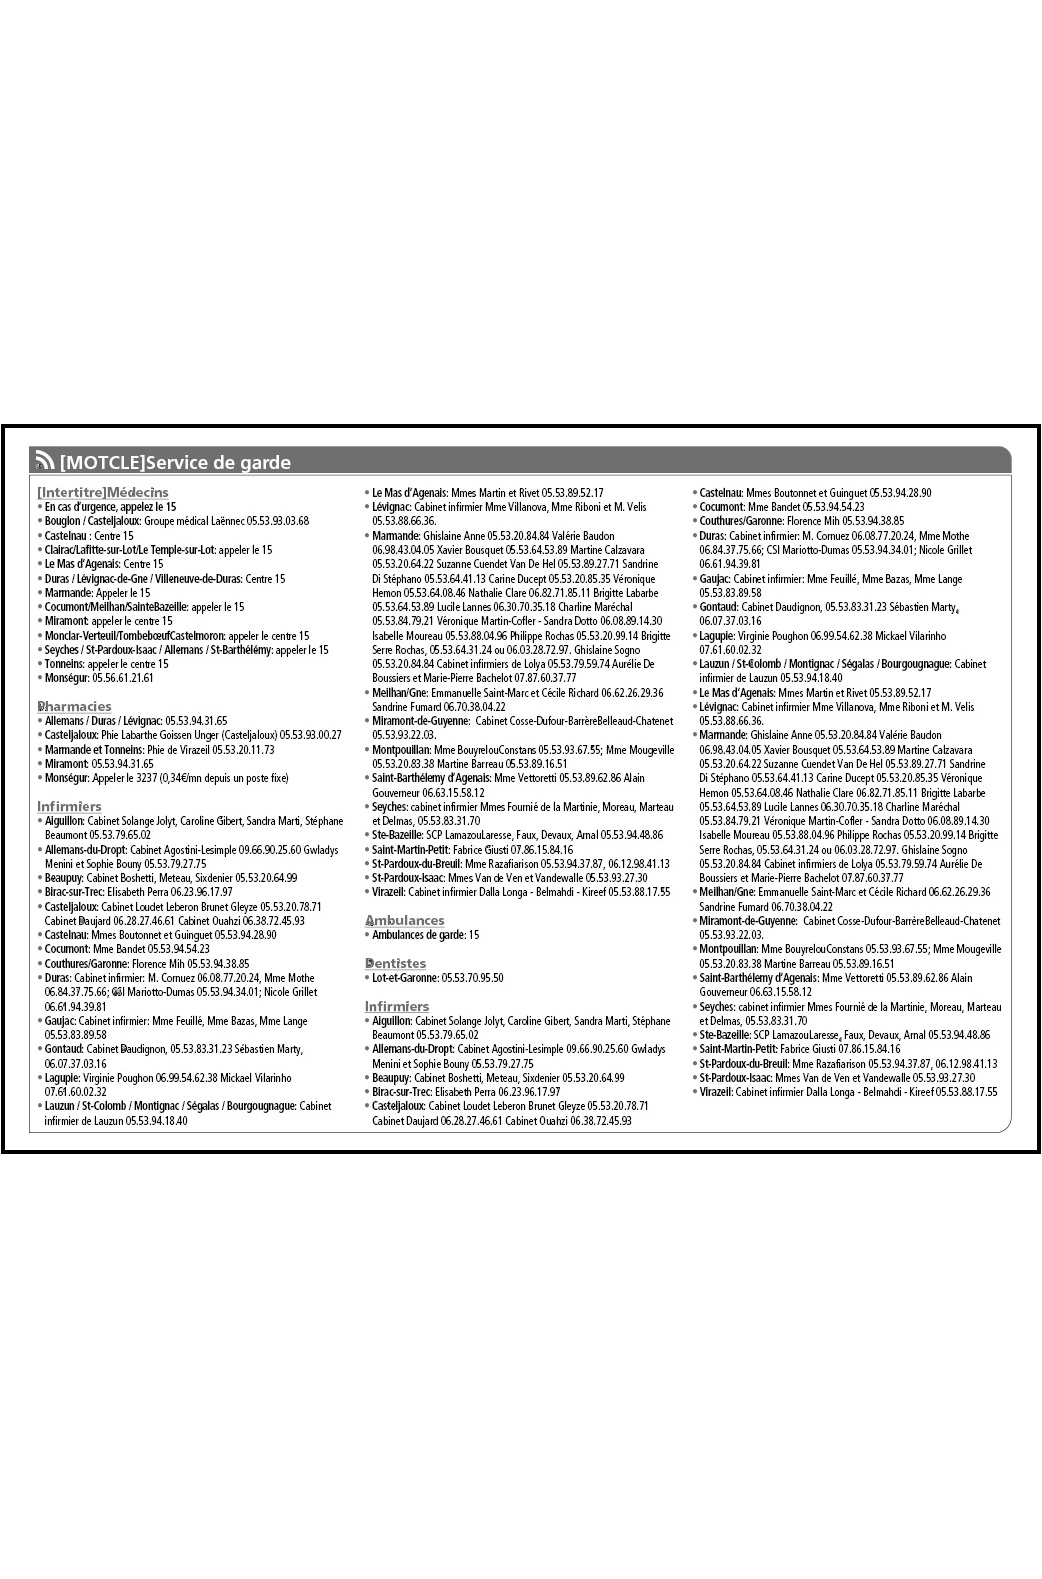 [MOTCLE]Service de garde
[Intertitre]Médecins
• En cas d'urgence, appelez le 15
• Bouglon / Casteljaloux: Groupe médical Laënnec 05.53.93.03.68
• Castelnau : Centre 15
• Clairac/Lafitte-sur-Lot/Le Temple-sur-Lot: appeler le 15
• Le Mas d'Agenais: Centre 15
• Duras / Lévignac-de-Gne / Villeneuve-de-Duras: Centre 15
• Marmande: Appeler le 15
• Cocumont/Meilhan/SainteBazeille: appeler le 15
• Miramont: appeler le centre 15
• Monclar-Verteuil/TombebœufCastelmoron: appeler le centre 15
• Seyches / St-Pardoux-Isaac / Allemans / St-Barthélémy: appeler le 15
• Tonneins: appeler le centre 15
• Monségur: 05.56.61.21.61
Pharmacies
• Allemans / Duras / Lévignac: 05.53.94.31.65
• Casteljaloux: Phie Labarthe Goissen Unger (Casteljaloux) 05.53.93.00.27
• Marmande et Tonneins: Phie de Virazeil 05.53.20.11.73
• Miramont: 05.53.94.31.65
• Monségur: Appeler le 3237 (0,34€/mn depuis un poste fixe)
Infirmiers
• Aiguillon: Cabinet Solange Jolyt, Caroline Gibert, Sandra Marti, Stéphane
Beaumont 05.53.79.65.02
• Allemans-du-Dropt: Cabinet Agostini-Lesimple 09.66.90.25.60 Gwladys
Menini et Sophie Bouny 05.53.79.27.75
• Beaupuy: Cabinet Boshetti, Meteau, Sixdenier 05.53.20.64.99
• Birac-sur-Trec: Elisabeth Perra 06.23.96.17.97
• Casteljaloux: Cabinet Loudet Leberon Brunet Gleyze 05.53.20.78.71
Cabinet Daujard 06.28.27.46.61 Cabinet Ouahzi 06.38.72.45.93
• Castelnau: Mmes Boutonnet et Guinguet 05.53.94.28.90
• Cocumont: Mme Bandet 05.53.94.54.23
• Couthures/Garonne: Florence Mih 05.53.94.38.85
• Duras: Cabinet infirmier: M. Cornuez 06.08.77.20.24, Mme Mothe
06.84.37.75.66; CSI Mariotto-Dumas 05.53.94.34.01; Nicole Grillet
06.61.94.39.81
• Gaujac: Cabinet infirmier: Mme Feuillé, Mme Bazas, Mme Lange
05.53.83.89.58
• Gontaud: Cabinet Daudignon, 05.53.83.31.23 Sébastien Marty,
06.07.37.03.16
• Lagupie: Virginie Poughon 06.99.54.62.38 Mickael Vilarinho
07.61.60.02.32
• Lauzun / St-Colomb / Montignac / Ségalas / Bourgougnague: Cabinet
infirmier de Lauzun 05.53.94.18.40
• Le Mas d'Agenais: Mmes Martin et Rivet 05.53.89.52.17
• Lévignac: Cabinet infirmier Mme Villanova, Mme Riboni et M. Velis
05.53.88.66.36.
• Marmande: Ghislaine Anne 05.53.20.84.84 Valérie Baudon
06.98.43.04.05 Xavier Bousquet 05.53.64.53.89 Martine Calzavara
05.53.20.64.22 Suzanne Cuendet Van De Hel 05.53.89.27.71 Sandrine
Di Stéphano 05.53.64.41.13 Carine Ducept 05.53.20.85.35 Véronique
Hemon 05.53.64.08.46 Nathalie Clare 06.82.71.85.11 Brigitte Labarbe
05.53.64.53.89 Lucile Lannes 06.30.70.35.18 Charline Maréchal
05.53.84.79.21 Véronique Martin-Cofler - Sandra Dotto 06.08.89.14.30
Isabelle Moureau 05.53.88.04.96 Philippe Rochas 05.53.20.99.14 Brigitte
Serre Rochas, 05.53.64.31.24 ou 06.03.28.72.97. Ghislaine Sogno
05.53.20.84.84 Cabinet infirmiers de Lolya 05.53.79.59.74 Aurélie De
Boussiers et Marie-Pierre Bachelot 07.87.60.37.77
• Meilhan/Gne: Emmanuelle Saint-Marc et Cécile Richard 06.62.26.29.36
Sandrine Fumard 06.70.38.04.22
• Miramont-de-Guyenne: Cabinet Cosse-Dufour-BarrèreBelleaud-Chatenet
05.53.93.22.03.
• Montpouillan: Mme BouyrelouConstans 05.53.93.67.55; Mme Mougeville
05.53.20.83.38 Martine Barreau 05.53.89.16.51
• Saint-Barthélemy d'Agenais: Mme Vettoretti 05.53.89.62.86 Alain
Gouverneur 06.63.15.58.12
• Seyches: cabinet infirmier Mmes Fournié de la Martinie, Moreau, Marteau
et Delmas, 05.53.83.31.70
• Ste-Bazeille: SCP LamazouLaresse, Faux, Devaux, Arnal 05.53.94.48.86
• Saint-Martin-Petit: Fabrice Giusti 07.86.15.84.16
• St-Pardoux-du-Breuil: Mme Razafiarison 05.53.94.37.87, 06.12.98.41.13
• St-Pardoux-Isaac: Mmes Van de Ven et Vandewalle 05.53.93.27.30
• Virazeil: Cabinet infirmier Dalla Longa - Belmahdi - Kireef 05.53.88.17.55
Ambulances
• Ambulances de garde: 15
Dentistes
• Lot-et-Garonne: 05.53.70.95.50
Infirmiers
• Aiguillon: Cabinet Solange Jolyt, Caroline Gibert, Sandra Marti, Stéphane
Beaumont 05.53.79.65.02
• Allemans-du-Dropt: Cabinet Agostini-Lesimple 09.66.90.25.60 Gwladys
Menini et Sophie Bouny 05.53.79.27.75
• Beaupuy: Cabinet Boshetti, Meteau, Sixdenier 05.53.20.64.99
• Birac-sur-Trec: Elisabeth Perra 06.23.96.17.97
• Casteljaloux: Cabinet Loudet Leberon Brunet Gleyze 05.53.20.78.71
Cabinet Daujard 06.28.27.46.61 Cabinet Ouahzi 06.38.72.45.93
• Castelnau: Mmes Boutonnet et Guinguet 05.53.94.28.90
• Cocumont: Mme Bandet 05.53.94.54.23
• Couthures/Garonne: Florence Mih 05.53.94.38.85
• Duras: Cabinet infirmier: M. Cornuez 06.08.77.20.24, Mme Mothe
06.84.37.75.66; CSI Mariotto-Dumas 05.53.94.34.01; Nicole Grillet
06.61.94.39.81
• Gaujac: Cabinet infirmier: Mme Feuillé, Mme Bazas, Mme Lange
05.53.83.89.58
• Gontaud: Cabinet Daudignon, 05.53.83.31.23 Sébastien Marty,
06.07.37.03.16
• Lagupie: Virginie Poughon 06.99.54.62.38 Mickael Vilarinho
07.61.60.02.32
• Lauzun / St-Colomb / Montignac / Ségalas / Bourgougnague: Cabinet
infirmier de Lauzun 05.53.94.18.40
• Le Mas d'Agenais: Mmes Martin et Rivet 05.53.89.52.17
• Lévignac: Cabinet infirmier Mme Villanova, Mme Riboni et M. Velis
05.53.88.66.36.
• Marmande: Ghislaine Anne 05.53.20.84.84 Valérie Baudon
06.98.43.04.05 Xavier Bousquet 05.53.64.53.89 Martine Calzavara
05.53.20.64.22 Suzanne Cuendet Van De Hel 05.53.89.27.71 Sandrine
Di Stéphano 05.53.64.41.13 Carine Ducept 05.53.20.85.35 Véronique
Hemon 05.53.64.08.46 Nathalie Clare 06.82.71.85.11 Brigitte Labarbe
05.53.64.53.89 Lucile Lannes 06.30.70.35.18 Charline Maréchal
05.53.84.79.21 Véronique Martin-Cofler - Sandra Dotto 06.08.89.14.30
Isabelle Moureau 05.53.88.04.96 Philippe Rochas 05.53.20.99.14 Brigitte
Serre Rochas, 05.53.64.31.24 ou 06.03.28.72.97. Ghislaine Sogno
05.53.20.84.84 Cabinet infirmiers de Lolya 05.53.79.59.74 Aurélie De
Boussiers et Marie-Pierre Bachelot 07.87.60.37.77
• Meilhan/Gne: Emmanuelle Saint-Marc et Cécile Richard 06.62.26.29.36
Sandrine Fumard 06.70.38.04.22
• Miramont-de-Guyenne: Cabinet Cosse-Dufour-BarrèreBelleaud-Chatenet
05.53.93.22.03.
• Montpouillan: Mme BouyrelouConstans 05.53.93.67.55; Mme Mougeville
05.53.20.83.38 Martine Barreau 05.53.89.16.51
• Saint-Barthélemy d'Agenais: Mme Vettoretti 05.53.89.62.86 Alain
Gouverneur 06.63.15.58.12
• Seyches: cabinet infirmier Mmes Fournié de la Martinie, Moreau, Marteau
et Delmas, 05.53.83.31.70
• Ste-Bazeille: SCP LamazouLaresse, Faux, Devaux, Arnal 05.53.94.48.86
• Saint-Martin-Petit: Fabrice Giusti 07.86.15.84.16
• St-Pardoux-du-Breuil: Mme Razafiarison 05.53.94.37.87, 06.12.98.41.13
• St-Pardoux-Isaac: Mmes Van de Ven et Vandewalle 05.53.93.27.30
• Virazeil: Cabinet infirmier Dalla Longa - Belmahdi - Kireef 05.53.88.17.55